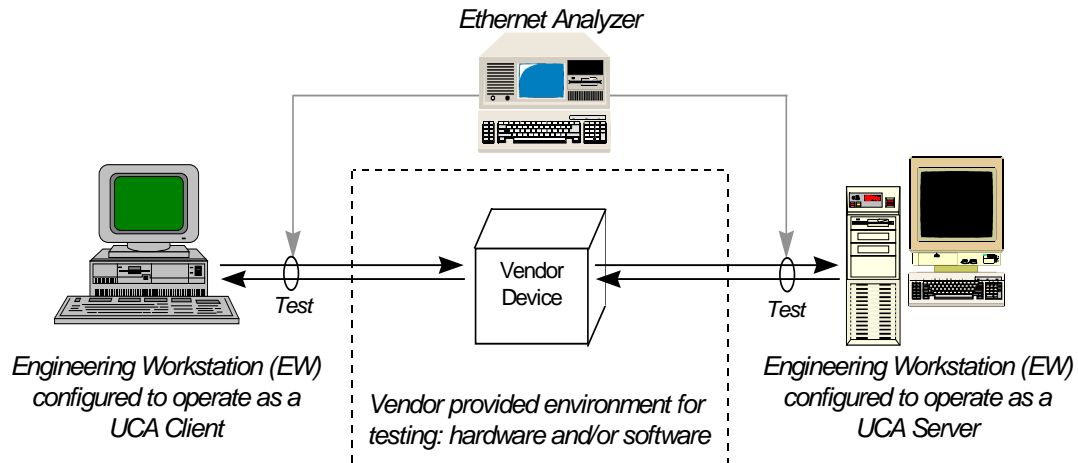 Ethernet Analyzer
Vendor
Device
Test
Test
Engineering Workstation (EW)
configured to operate as a
UCA Client
Vendor provided environment for
testing: hardware and/or software
Engineering Workstation (EW)
configured to operate as a
UCA Server